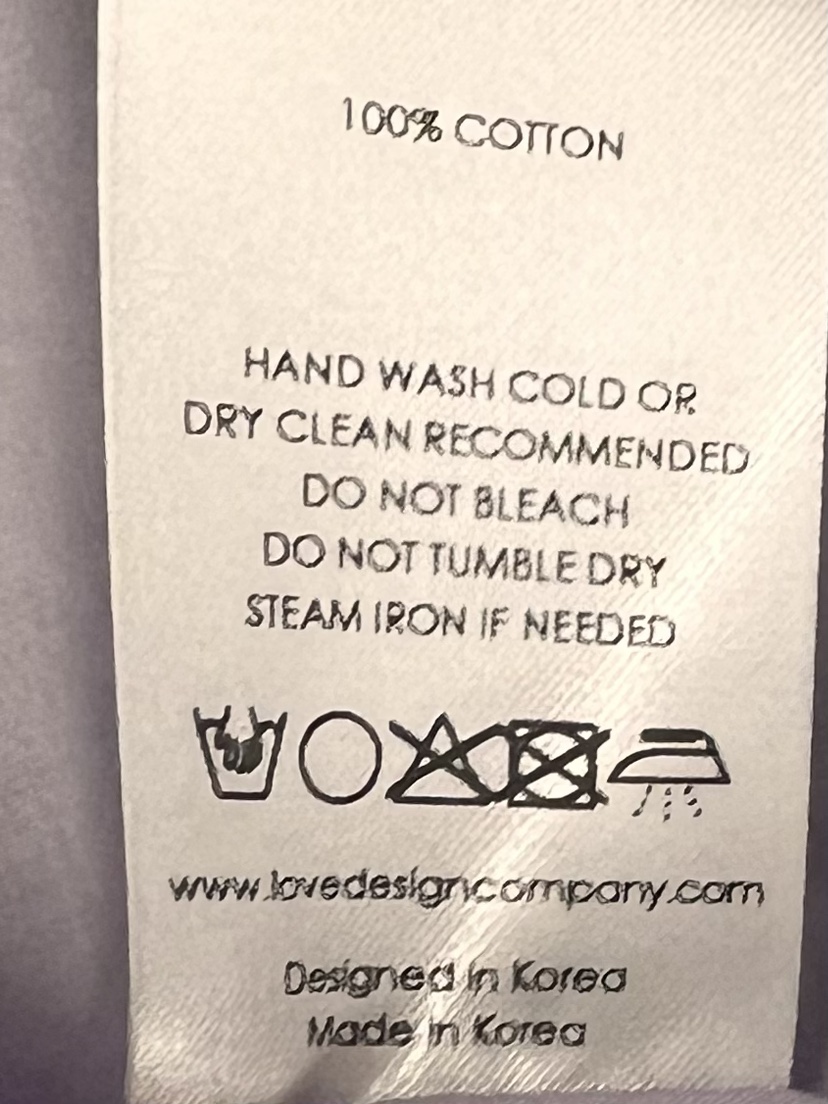 100% COTTON
HAND WASH COLD OR
DRY CLEAN RECOMMENDED
DO NOT BLEACH
DO NOT TUMBLE DRY
STEAM IRON IF NEEDED
www.lovedesigncompany.com
Designed in Korea
Made in Korea